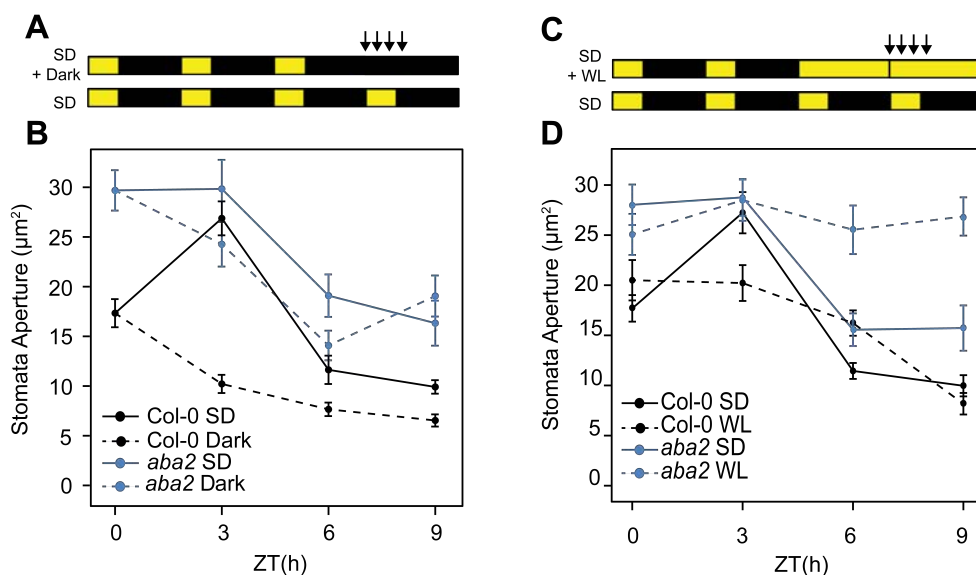 A
SD
+ Dark
SD
B
Stomata Aperture (µm²)
30
25
20
15
10
5
0
Col-0 SD
Col-0 Dark
aba2 SD
aba2 Dark
0 3 6 9
ZT(h)
C
SD
+ WL
SD
D
Stomata Aperture (µm²)
30
25
20
15
10
5
0
Col-0 SD
Col-0 WL
aba2 SD
aba2 WL
0 3 6 9
ZT(h)